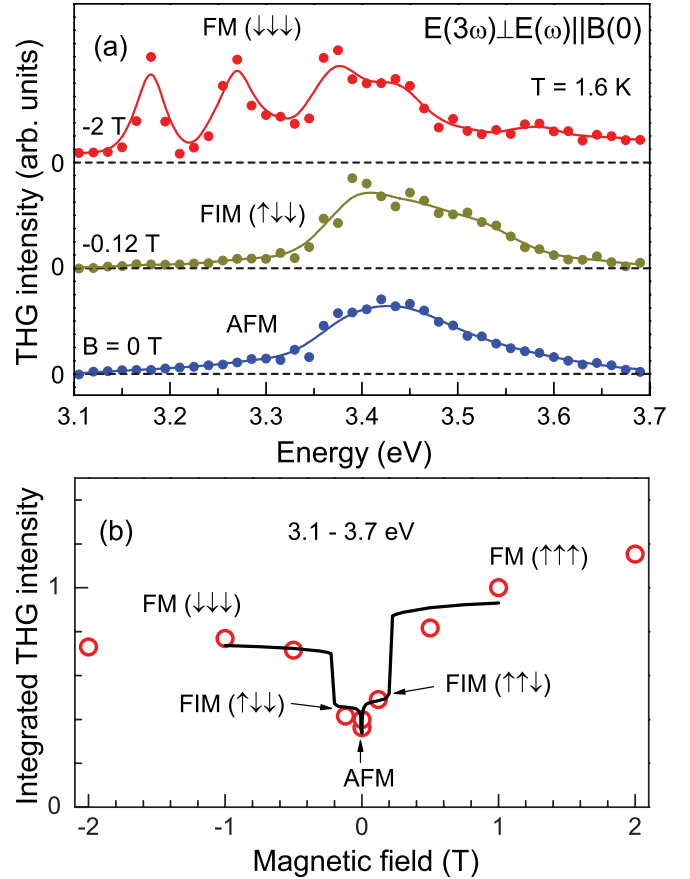 (a)
FM (↓↓↓)
E(3ω)⊥E(ω)||B(0)
T = 1.6 K
-2 T
0
FIM (↑↓↓)
-0.12 T
0
AFM
B = 0 T
0
THG intensity (arb. units)
3.1 3.2 3.3 3.4 3.5 3.6 3.7
Energy (eV)
(b)
3.1 - 3.7 eV
FM (↑↑↑)
1
FM (↓↓↓)
FIM (↑↓↓)
FIM (↑↑↓)
AFM
0
Integrated THG intensity
-2 -1 0 1 2
Magnetic field (T)